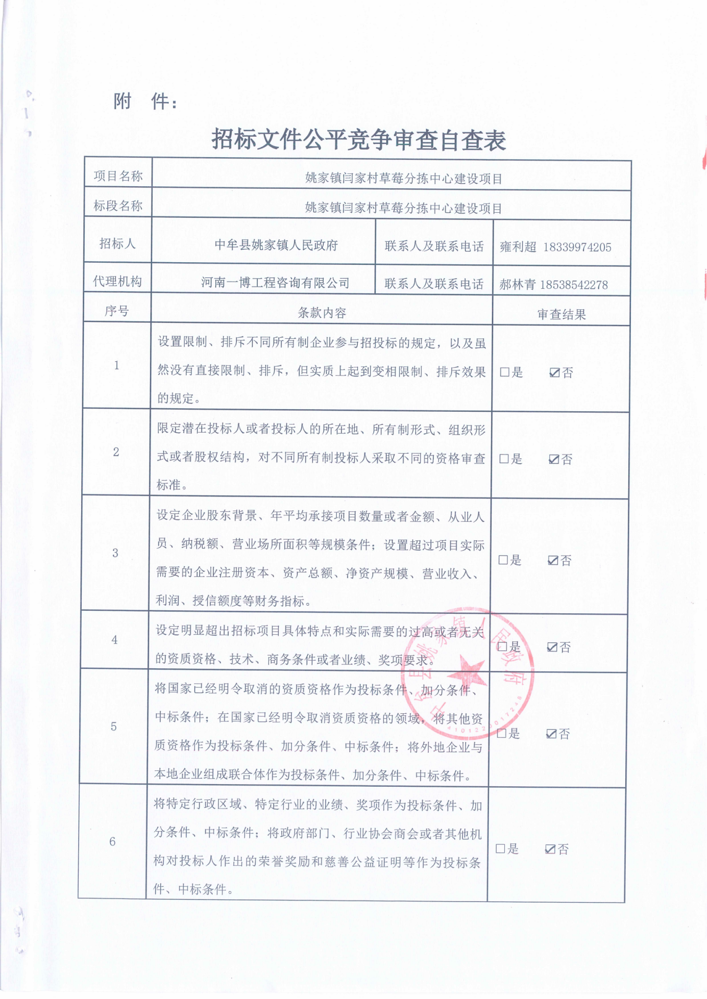 附 件：
招标文件公平竞争审查自查表
项目名称 姚家镇闫家村草莓分拣中心建设项目
标段名称 姚家镇闫家村草莓分拣中心建设项目
招标人 中牟县姚家镇人民政府 联系人及联系电话 雍利超 18339974205
代理机构 河南一博工程咨询有限公司 联系人及联系电话 郝林青 18538542278
序号 条款内容 审查结果
设置限制、排斥不同所有制企业参与招投标的规定，以及虽
1 然没有直接限制、排斥，但实质上起到变相限制、排斥效果 □是 ☑否
的规定。
限定潜在投标人或者投标人的所在地、所有制形式、组织形
2 式或者股权结构，对不同所有制投标人采取不同的资格审查 □是 ☑否
标准。
设定企业股东背景、年平均承接项目数量或者金额、从业人
员、纳税额、营业场所面积等规模条件；设置超过项目实际
3 □是 ☑否
需要的企业注册资本、资产总额、净资产规模、营业收入、
利润、授信额度等财务指标。
设定明显超出招标项目具体特点和实际需要的过高或者无关
4 □是 ☑否
的资质资格、技术、商务条件或者业绩、奖项要求。
将国家已经明令取消的资质资格作为投标条件、加分条件、
中标条件；在国家已经明令取消资质资格的领域，将其他资
5 □是 ☑否
质资格作为投标条件、加分条件、中标条件；将外地企业与
本地企业组成联合体作为投标条件、加分条件、中标条件。
将特定行政区域、特定行业的业绩、奖项作为投标条件、加
分条件、中标条件；将政府部门、行业协会商会或者其他机
6 □是 ☑否
构对投标人作出的荣誉奖励和慈善公益证明等作为投标条
件、中标条件。
中牟县姚家镇人民政府
4101220017248